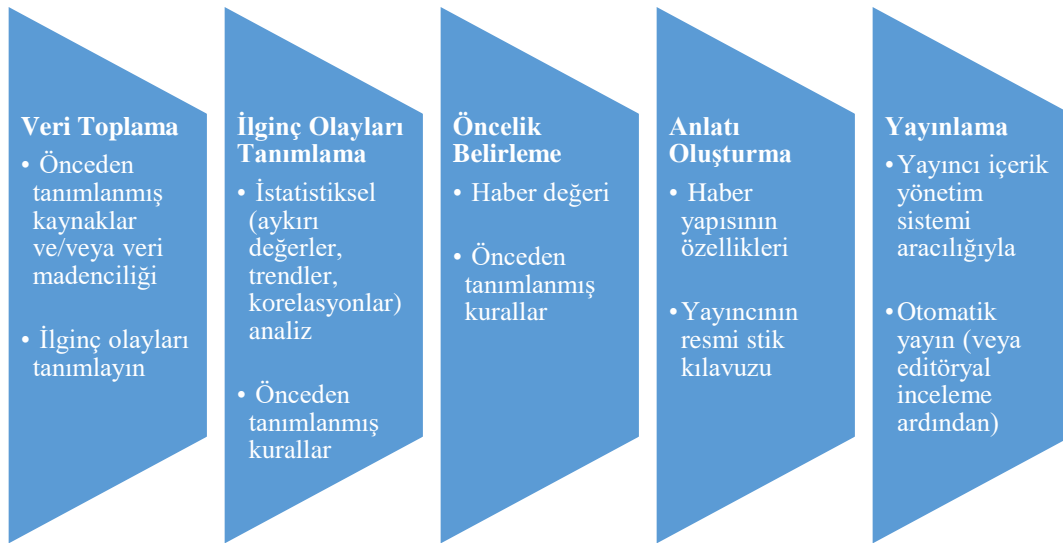 Veri Toplama
• Önceden
tanımlanmış
kaynaklar
ve/veya veri
madenciliği
• İlginç olayları
tanımlayın
İlginç Olayları
Tanımlama
• İstatistiksel
(aykırı
değerler,
trendler,
korelasyonlar)
analiz
• Önceden
tanımlanmış
kurallar
Öncelik
Belirleme
• Haber değeri
• Önceden
tanımlanmış
kurallar
Anlatı
Oluşturma
• Haber
yapısının
özellikleri
• Yayıncının
resmi stik
kılavuzu
Yayınlama
• Yayıncı içerik
yönetim
sistemi
aracılığıyla
• Otomatik
yayın (veya
editöryal
inceleme
ardından)